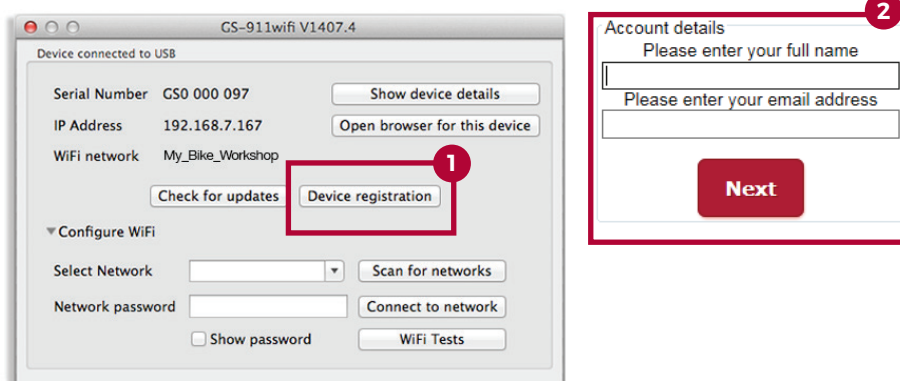 GS-911wifi V1407.4
Device connected to USB
Serial Number GS0 000 097 Show device details
IP Address 192.168.7.167 Open browser for this device
WiFi network My_Bike_Workshop
1
Check for updates Device registration
Configure WiFi
Select Network Scan for networks
Network password Connect to network
Show password WiFi Tests
2
Account details
Please enter your full name
Please enter your email address
Next